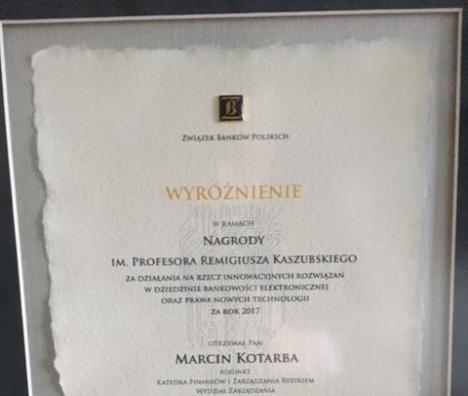 B
ZWIĄZEK BANKÓW POLSKICH
WYRÓŻNIENIE
W RAMACH
NAGRODY
IM. PROFESORA REMIGIUSZA KASZUBSKIEGO
ZA DZIAŁANIA NA RZECZ INNOWACYJNYCH ROZWIĄZAŃ
W DZIEDZINIE BANKOWOŚCI ELEKTRONICZNEJ
ORAZ PRAWA NOWYCH TECHNOLOGII
ZA ROK 2017
OTRZYMAŁ PAN
MARCIN KOTARBA
ADIUNKT
KATEDRA FINANSÓW I ZARZĄDZANIA RYZYKIEM
WYDZIAŁ ZARZĄDZANIA